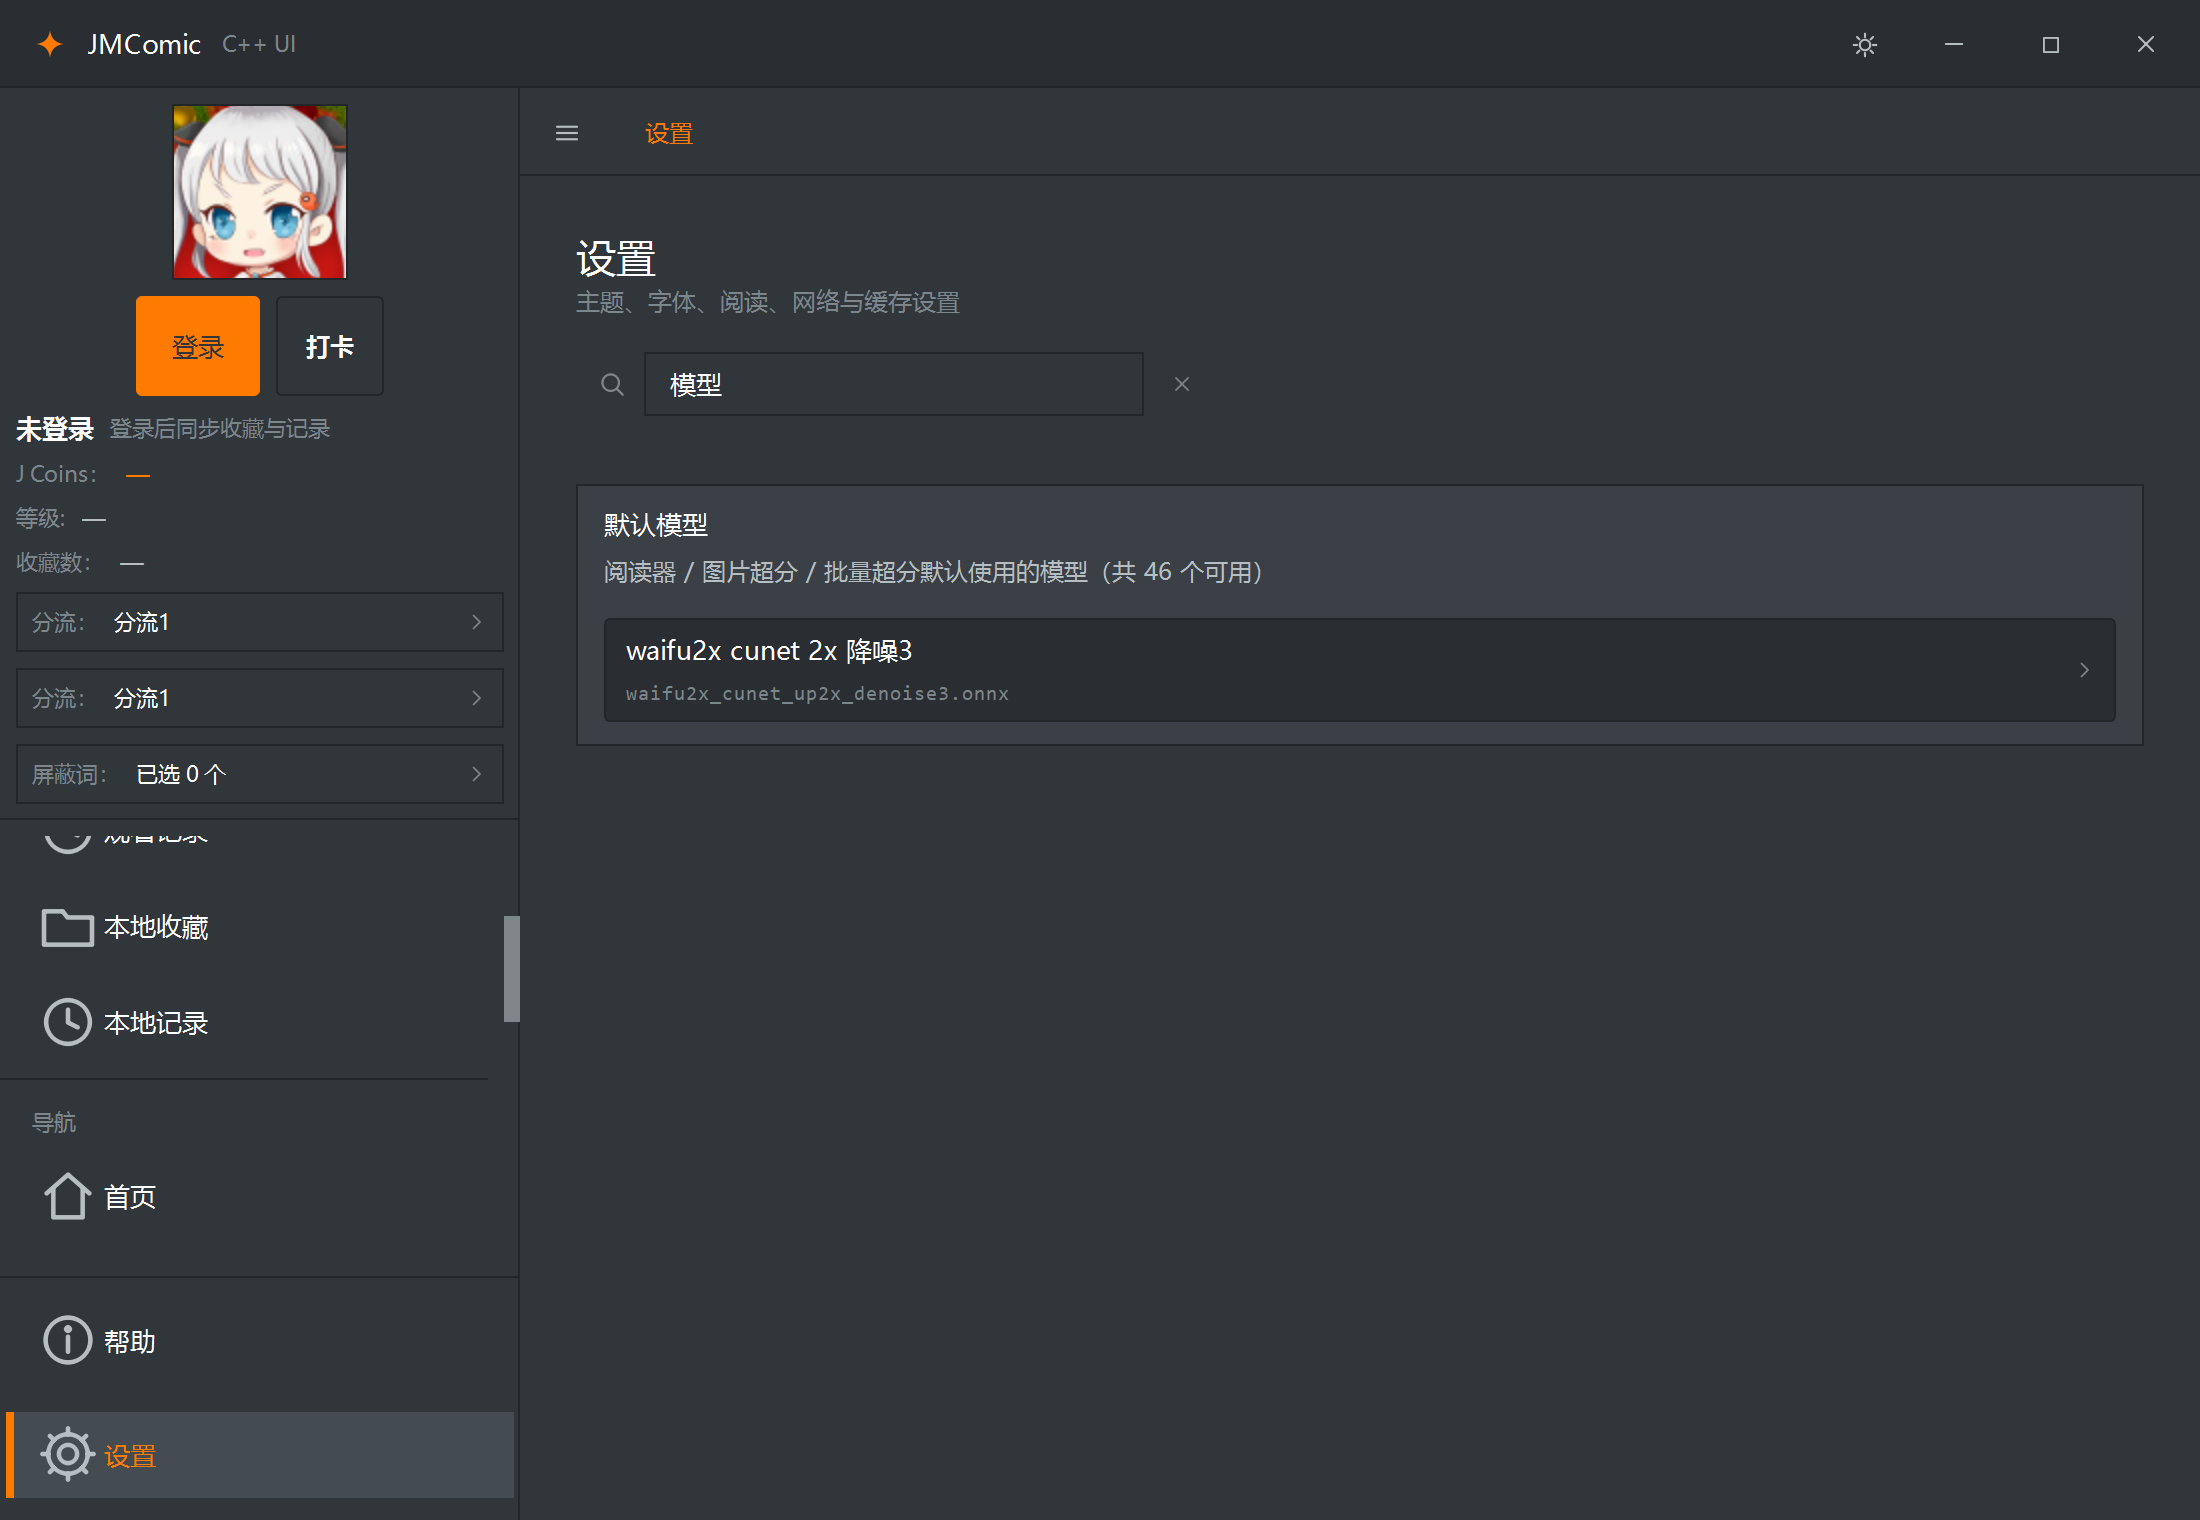 JMComic C++ UI
设置
登录 打卡
未登录 登录后同步收藏与记录
J Coins: —
等级: —
收藏数: —
分流: 分流1
分流: 分流1
屏蔽词: 已选 0 个
本地收藏
本地记录
导航
首页
帮助
设置
设置
主题、字体、阅读、网络与缓存设置
模型
默认模型
阅读器 / 图片超分 / 批量超分默认使用的模型（共 46 个可用）
waifu2x cunet 2x 降噪3
waifu2x_cunet_up2x_denoise3.onnx